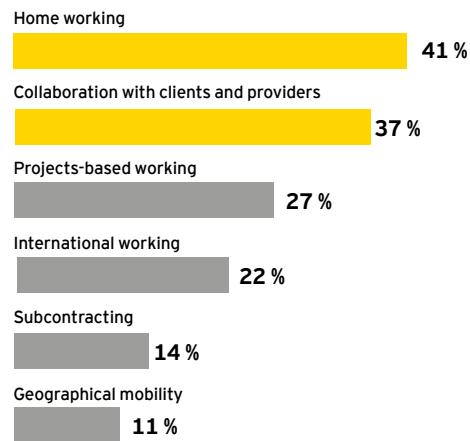 Home working
41 %
Collaboration with clients and providers
37 %
Projects-based working
27 %
International working
22 %
Subcontracting
14 %
Geographical mobility
11 %